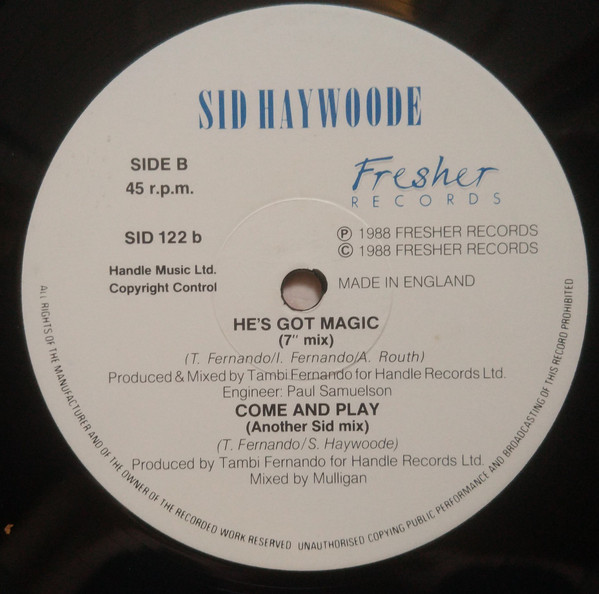 SID HAYWOODE
SIDE B
45 r.p.m.
Fresher
RECORDS
SID 122 b
Ⓟ 1988 FRESHER RECORDS
© 1988 FRESHER RECORDS
Handle Music Ltd.
Copyright Control
MADE IN ENGLAND
HE'S GOT MAGIC
(7" mix)
(T. Fernando/I. Fernando/A. Routh)
Produced & Mixed by Tambi Fernando for Handle Records Ltd.
Engineer: Paul Samuelson
COME AND PLAY
(Another Sid mix)
(T. Fernando/S. Haywoode)
Produced by Tambi Fernando for Handle Records Ltd.
Mixed by Mulligan
ALL RIGHTS OF THE MANUFACTURER AND OF THE OWNER OF THE RECORDED WORK RESERVED UNAUTHORISED COPYING PUBLIC PERFORMANCE AND BROADCASTING OF THIS RECORD PROHIBITED